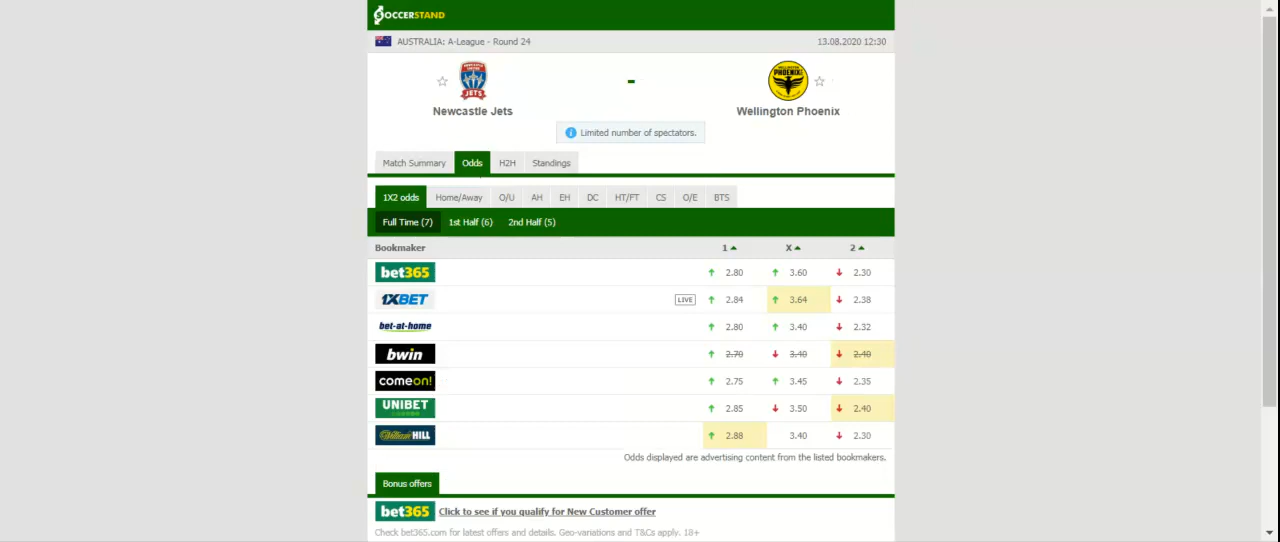 SOCCERSTAND
AUSTRALIA: A-League - Round 24 13.08.2020 12:30
NEWCASTLE UNITED JETS
WELLINGTON PHOENIX
-
Newcastle Jets Wellington Phoenix
Limited number of spectators.
Match Summary Odds H2H Standings
1X2 odds Home/Away O/U AH EH DC HT/FT CS O/E BTS
Full Time (7) 1st Half (6) 2nd Half (5)
Bookmaker 1 X 2
bet365 2.80 3.60 2.30
1XBET LIVE 2.84 3.64 2.38
bet-at-home 2.80 3.40 2.32
bwin 2.70 3.40 2.40
comeon! 2.75 3.45 2.35
UNIBET 2.85 3.50 2.40
William HILL 2.88 3.40 2.30
Odds displayed are advertising content from the listed bookmakers.
Bonus offers
bet365 Click to see if you qualify for New Customer offer
Check bet365.com for latest offers and details. Geo-variations and T&Cs apply. 18+